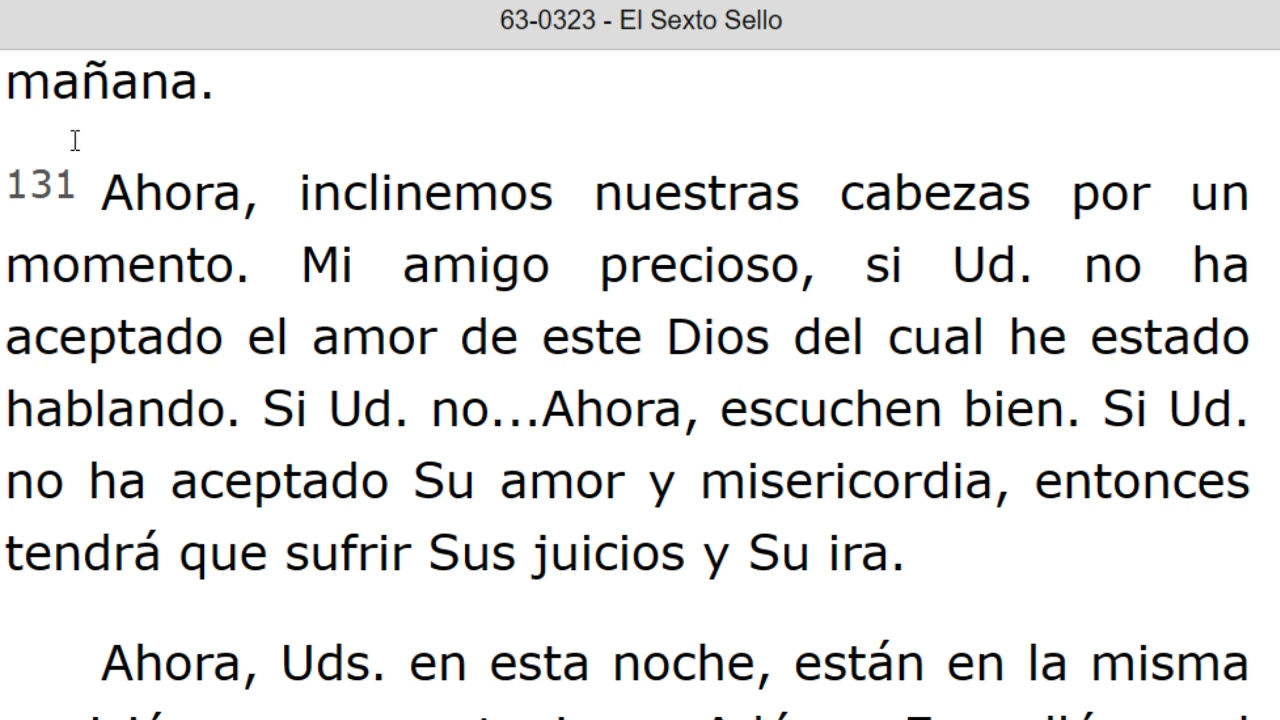 63-0323 - El Sexto Sello
mañana.
131 Ahora, inclinemos nuestras cabezas por un
momento. Mi amigo precioso, si Ud. no ha
aceptado el amor de este Dios del cual he estado
hablando. Si Ud. no...Ahora, escuchen bien. Si Ud.
no ha aceptado Su amor y misericordia, entonces
tendrá que sufrir Sus juicios y Su ira.
Ahora, Uds. en esta noche, están en la misma